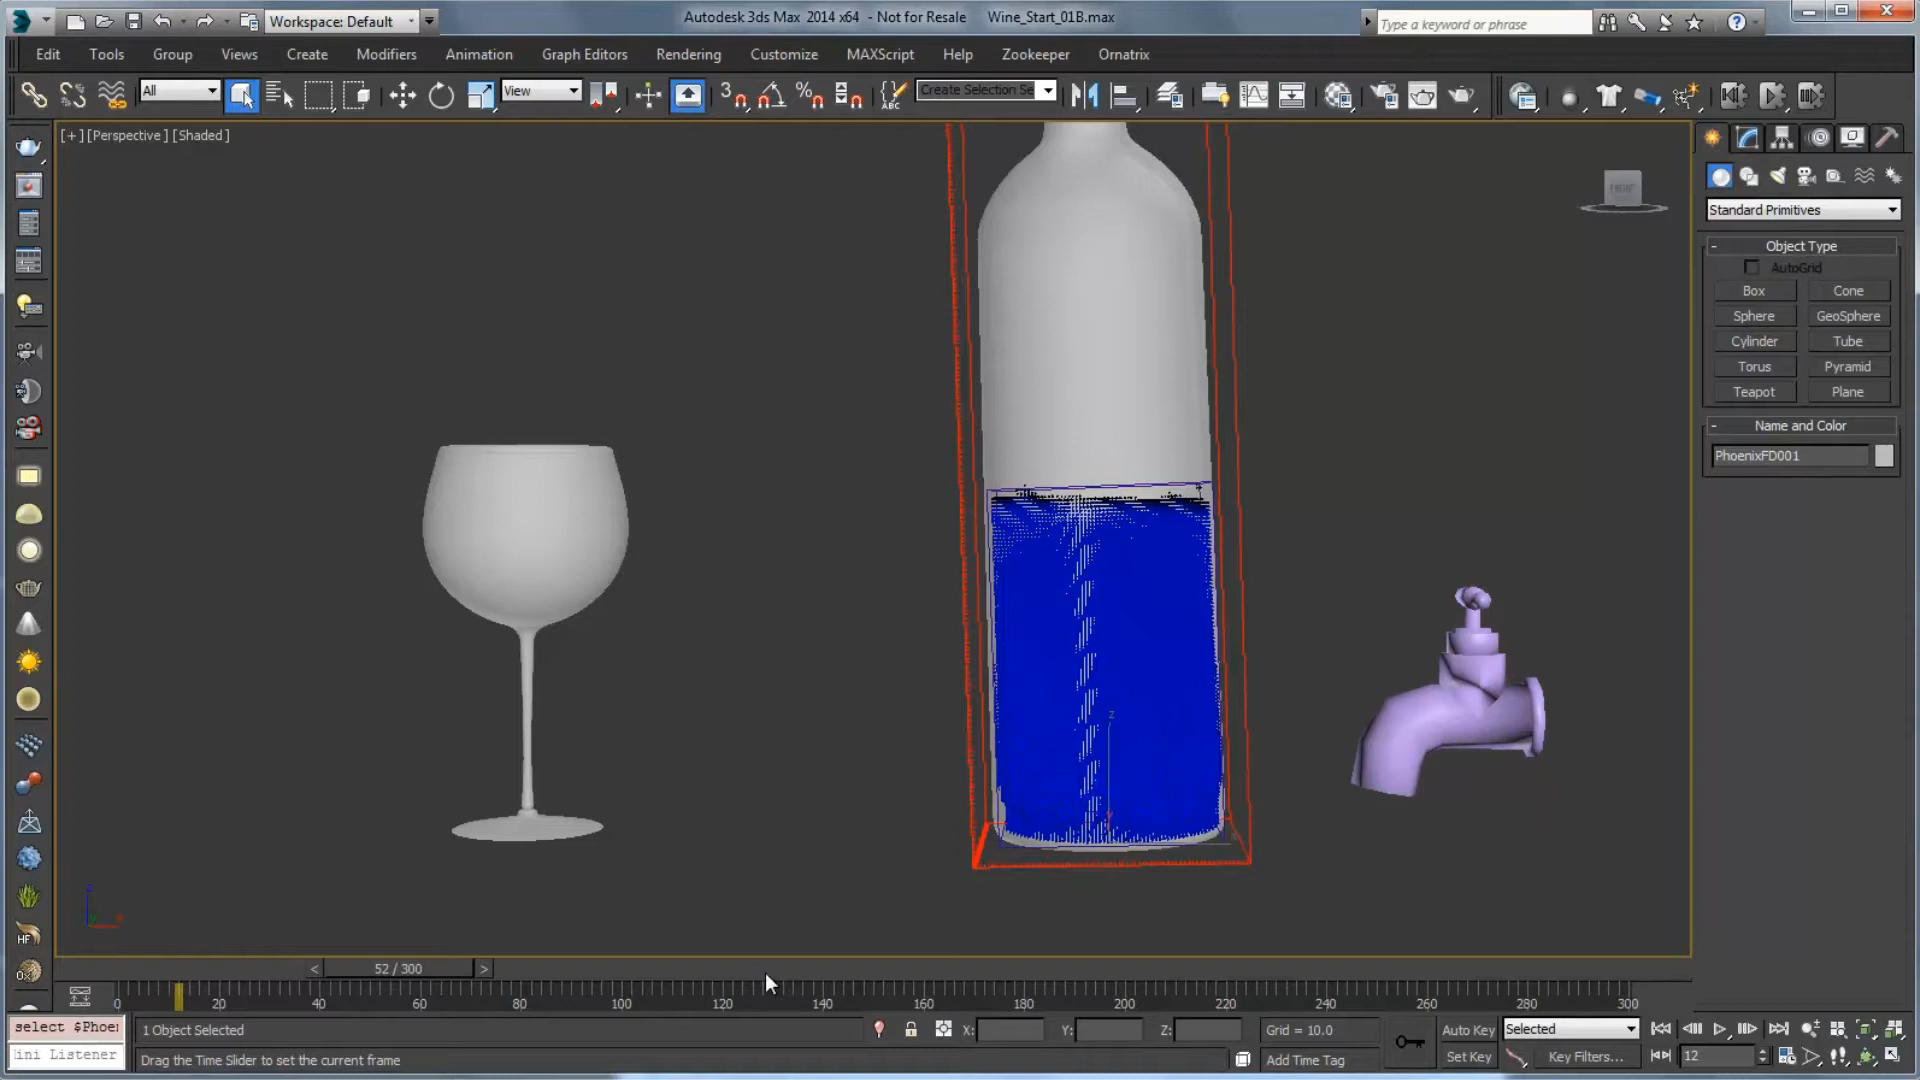 Workspace: Default
Autodesk 3ds Max 2014 x64 - Not for Resale Wine_Start_01B.max
Type a keyword or phrase
Edit Tools Group Views Create Modifiers Animation Graph Editors Rendering Customize MAXScript Help Zookeeper Ornatrix
All
View
3
%
ABC
Create Selection Se
[+] [Perspective] [Shaded]
Standard Primitives
- Object Type
AutoGrid
Box Cone
Sphere GeoSphere
Cylinder Tube
Torus Pyramid
Teapot Plane
- Name and Color
PhoenixFD001
z
HF
< 52 / 300 >
0 20 40 60 80 100 120 140 160 180 200 220 240 260 280 300
select $Phoe
1 Object Selected
X: Y: Z:
Grid = 10.0
Auto Key
Selected
ini Listener
Drag the Time Slider to set the current frame
Add Time Tag
Set Key
Key Filters...
12